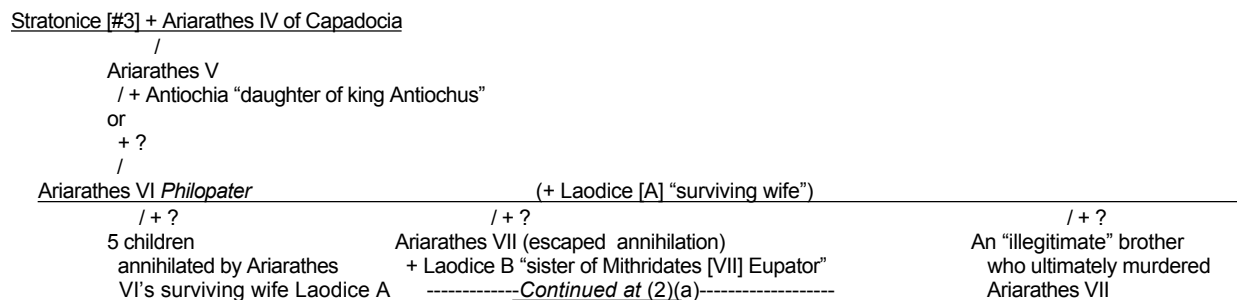 Stratonice [#3] + Ariarathes IV of Capadocia
/
Ariarathes V
/ + Antiochia “daughter of king Antiochus”
or
+ ?
/
Ariarathes VI Philopater (+ Laodice [A] “surviving wife”)
/ + ? / + ? / + ?
5 children Ariarathes VII (escaped annihilation) An “illegitimate” brother
annihilated by Ariarathes + Laodice B “sister of Mithridates [VII] Eupator” who ultimately murdered
VI’s surviving wife Laodice A -------------Continued at (2)(a)------------------- Ariarathes VII